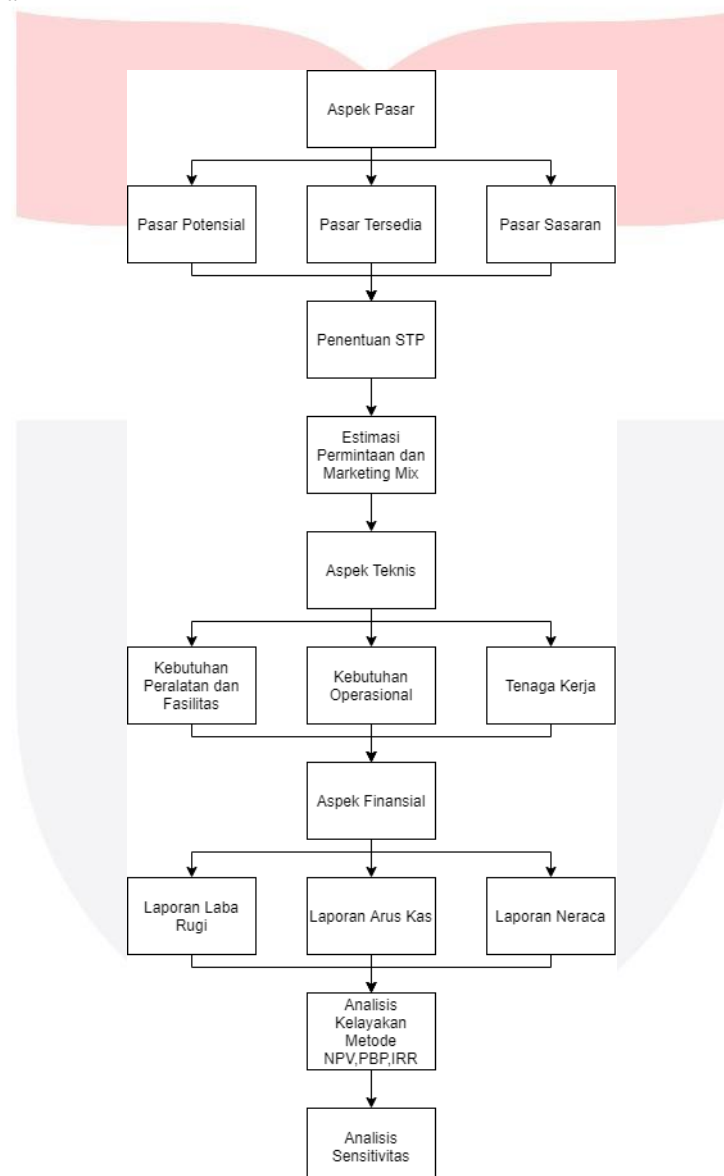 Aspek Pasar
Pasar Potensial
Pasar Tersedia
Pasar Sasaran
Penentuan STP
Estimasi
Permintaan dan
Marketing Mix
Aspek Teknis
Kebutuhan
Peralatan dan
Fasilitas
Kebutuhan
Operasional
Tenaga Kerja
Aspek Finansial
Laporan Laba
Rugi
Laporan Arus Kas
Laporan Neraca
Analisis
Kelayakan
Metode
NPV,PBP,IRR
Analisis
Sensitivitas